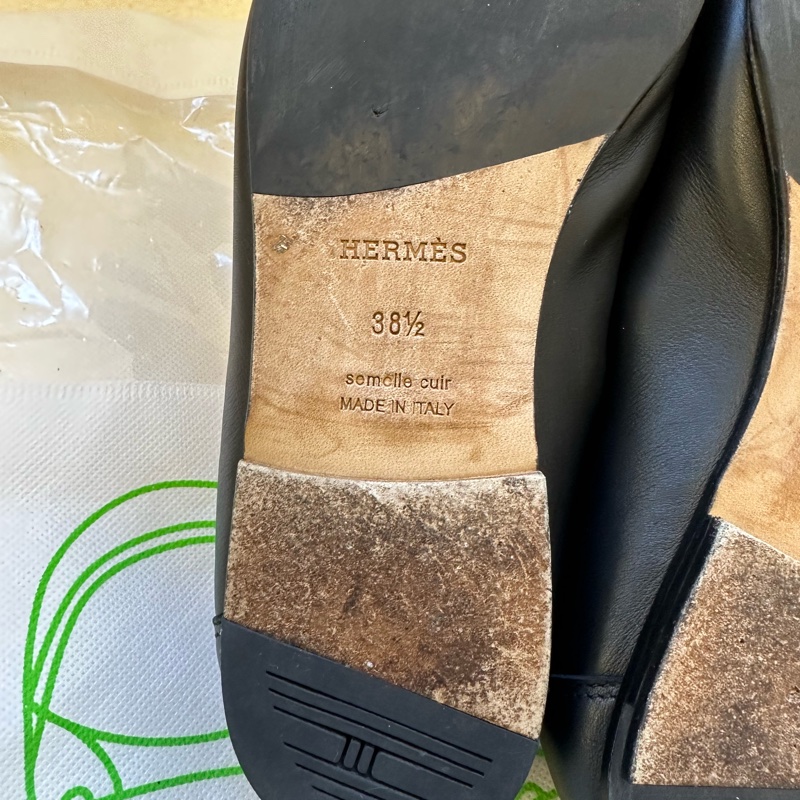 HERMÈS
38½
semelle cuir
MADE IN ITALY